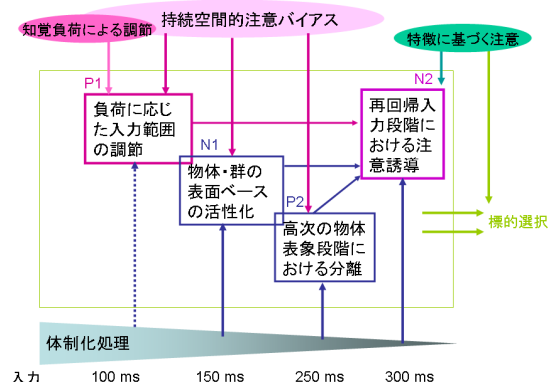 知覚負荷による調節
持続空間的注意バイアス
特徴に基づく注意
P1
N2
負荷に応じ
た入力範囲
の調節
再回帰入
力段階に
おける注
意誘導
N1
物体・群の
表面ベース
の活性化
P2
高次の物体
表象段階に
おける分離
標的選択
体制化処理
入力
100 ms
150 ms
250 ms
300 ms